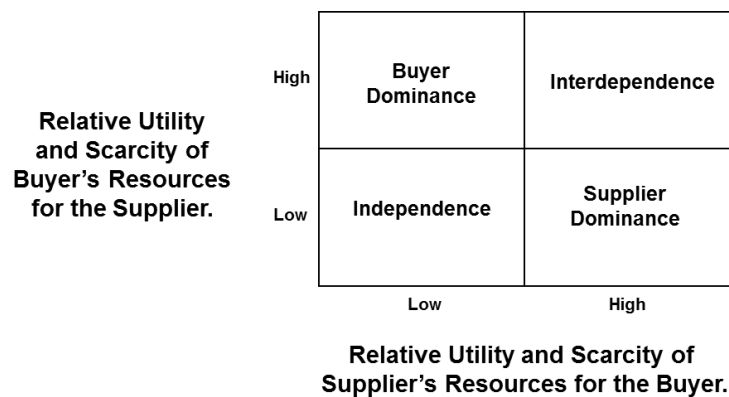 High
Buyer
Dominance
Interdependence
Relative Utility
and Scarcity of
Buyer's Resources
for the Supplier.
Low
Independence
Supplier
Dominance
Low
High
Relative Utility and Scarcity of
Supplier's Resources for the Buyer.